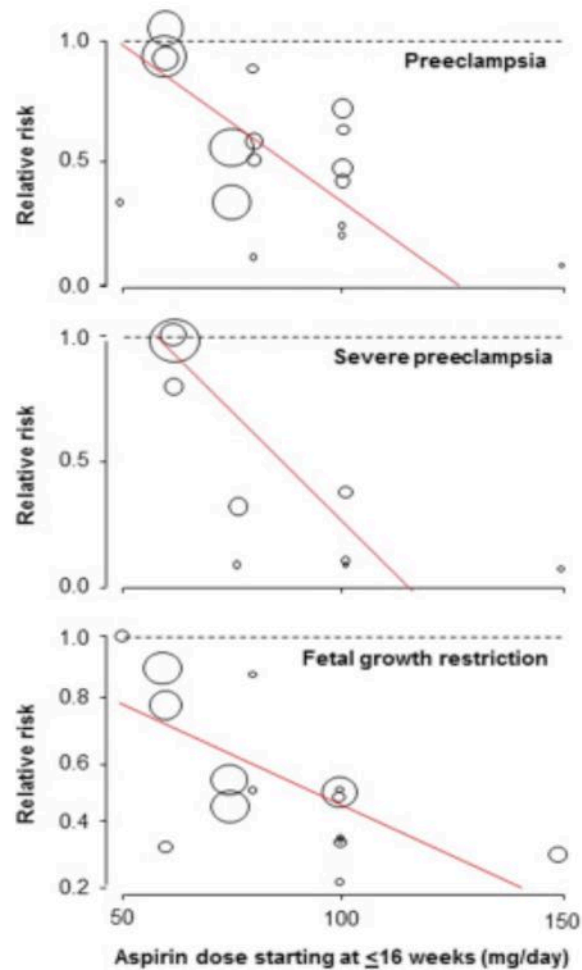 1.0
Preeclampsia
Relative risk
0.5
0.0
1.0
Severe preeclampsia
Relative risk
0.5
0.0
1.0
Fetal growth restriction
0.8
Relative risk
0.6
0.4
0.2
50 100 150
Aspirin dose starting at ≤16 weeks (mg/day)